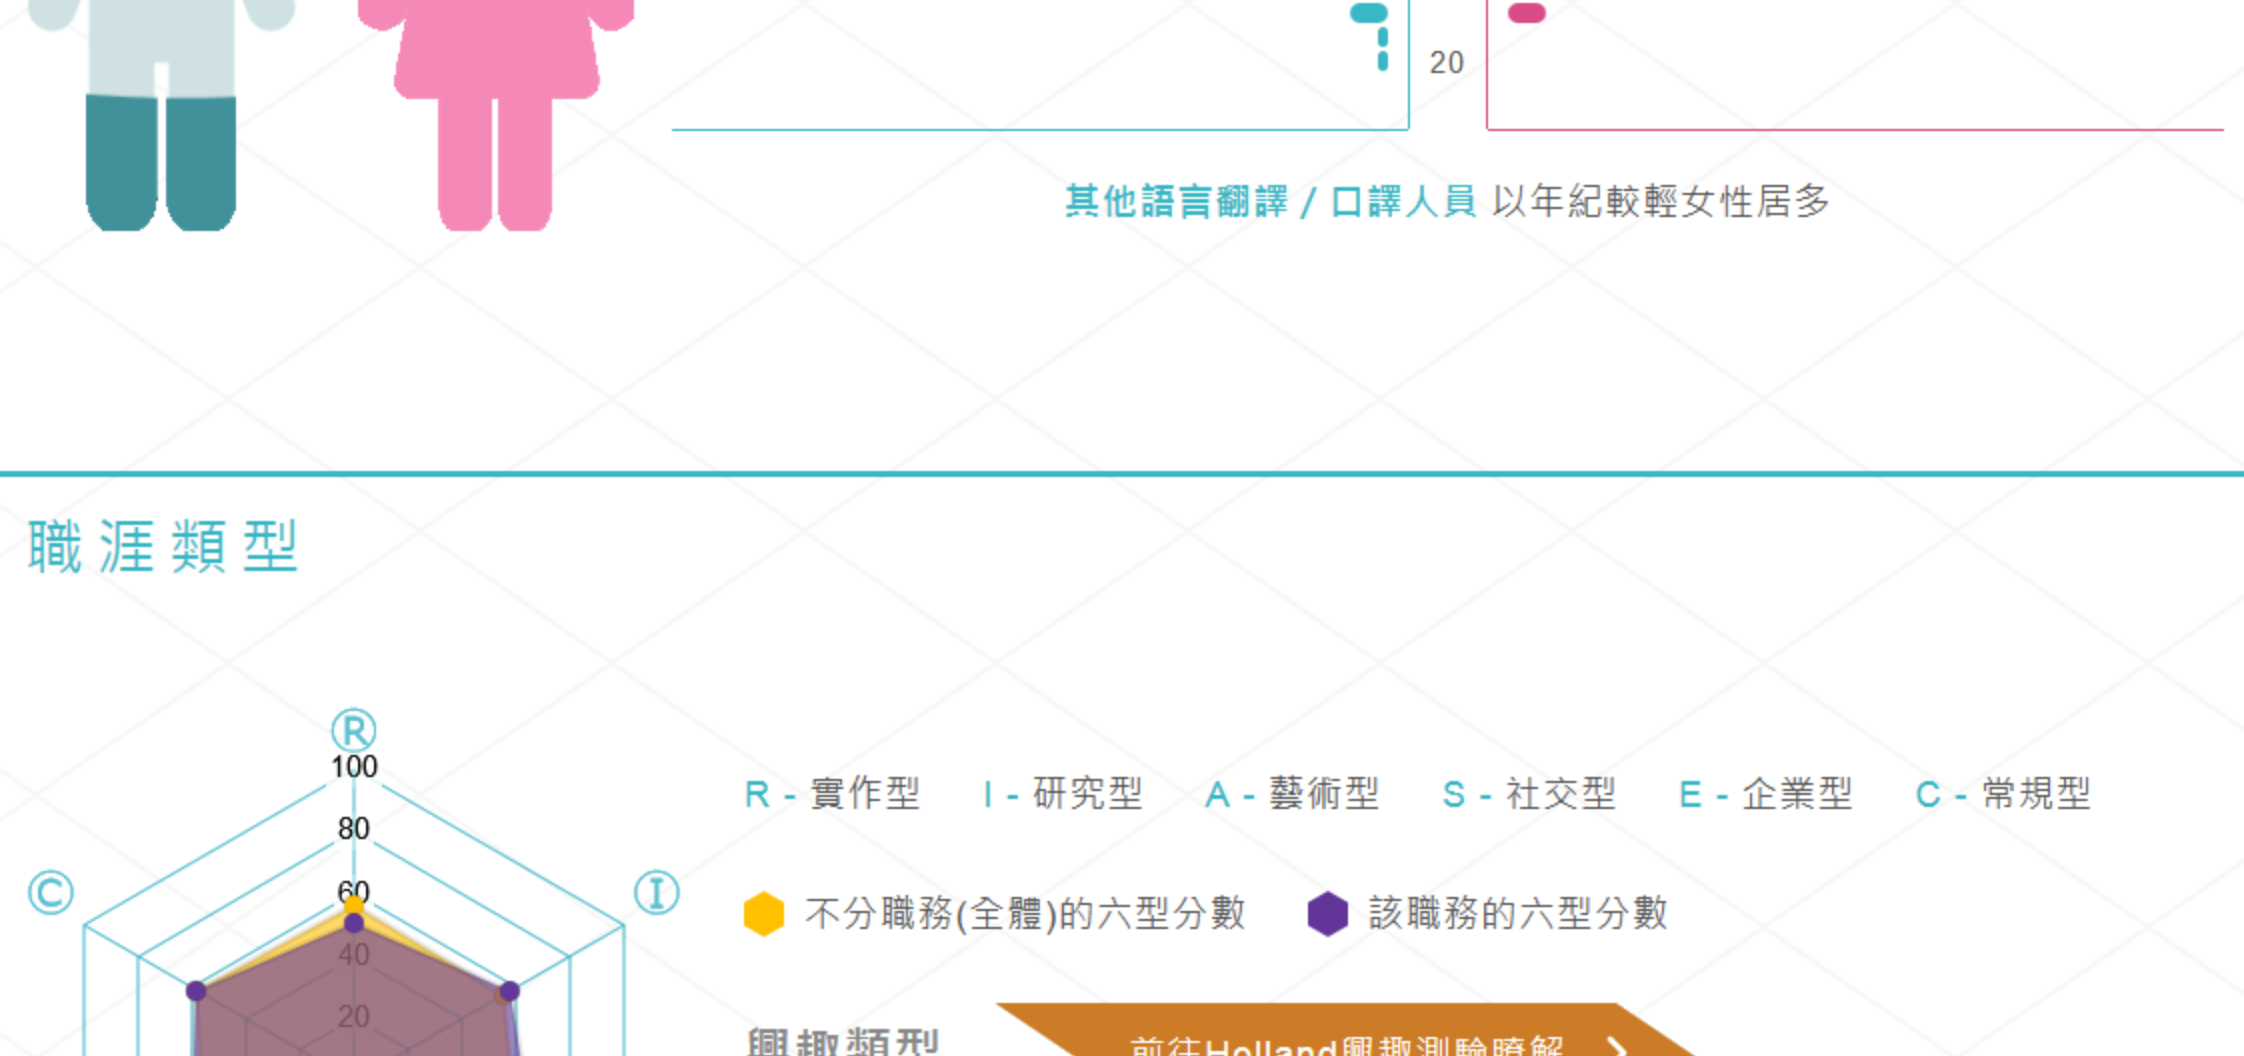 20
其他語言翻譯 / 口譯人員 以年紀較輕女性居多
職涯類型
R
100
80
60
40
20
C
I
R - 實作型 I - 研究型 A - 藝術型 S - 社交型 E - 企業型 C - 常規型
不分職務(全體)的六型分數 該職務的六型分數
興趣類型 前往Holland興趣測驗瞭解